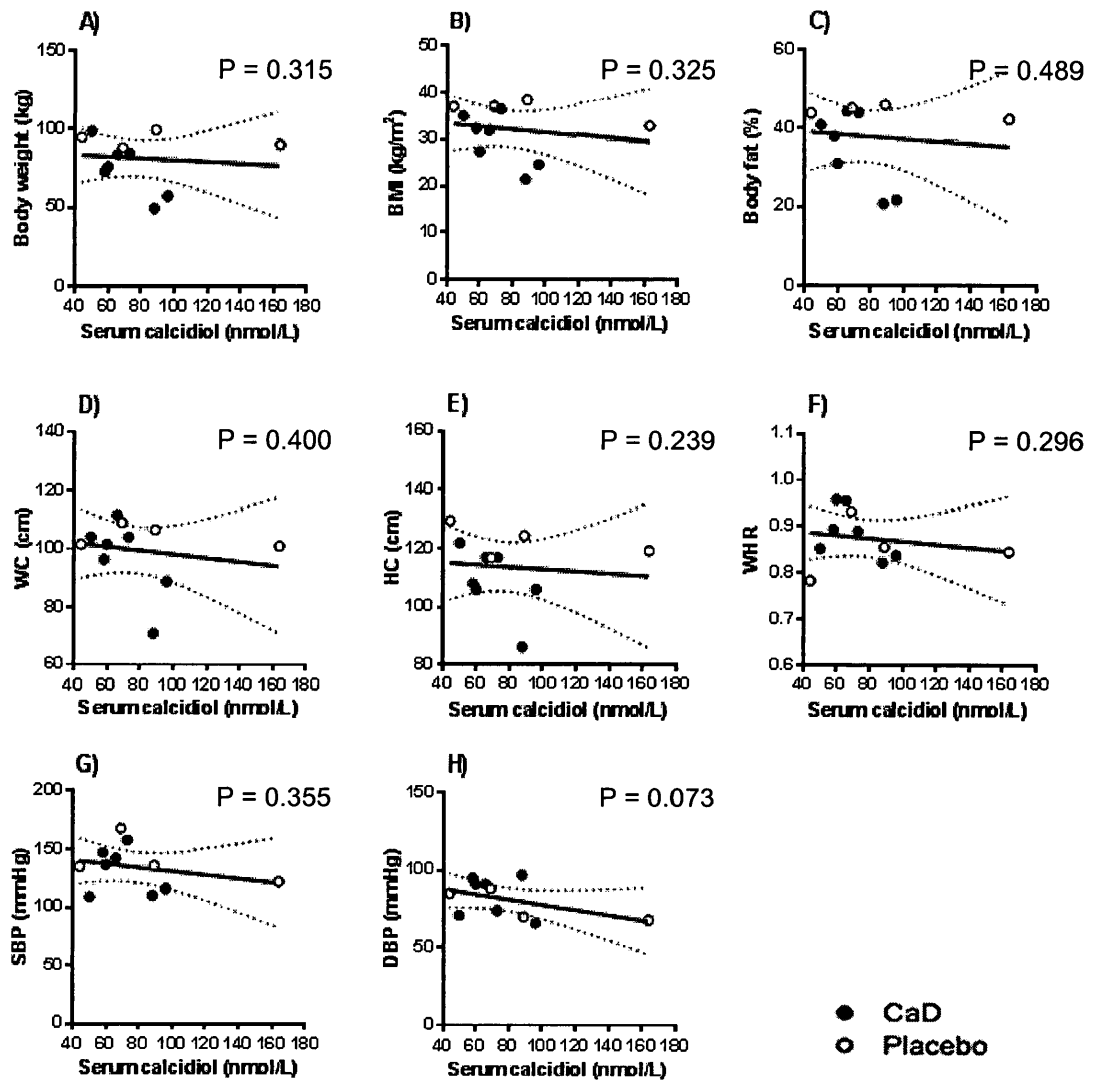 A)
P = 0.315
Body weight (kg)
150
100
50
0
40 60 80 100 120 140 160 180
Serum calcidiol (nmol/L)
B)
P = 0.325
BMI (kg/m²)
50
40
30
20
10
0
40 60 80 100 120 140 160 180
Serum calcidiol (nmol/L)
C)
P = 0.489
Body fat (%)
60
40
20
0
40 60 80 100 120 140 160 180
Serum calcidiol (nmol/L)
D)
P = 0.400
WC (cm)
140
120
100
80
60
40 60 80 100 120 140 160 180
Serum calcidiol (nmol/L)
E)
P = 0.239
HC (cm)
160
140
120
100
80
40 60 80 100 120 140 160 180
Serum calcidiol (nmol/L)
F)
P = 0.296
WHR
1.1
1.0
0.9
0.8
0.7
0.6
40 60 80 100 120 140 160 180
Serum calcidiol (nmol/L)
G)
P = 0.355
SBP (mmHg)
200
150
100
50
0
40 60 80 100 120 140 160 180
Serum calcidiol (nmol/L)
H)
P = 0.073
DBP (mmHg)
150
100
50
0
40 60 80 100 120 140 160 180
Serum calcidiol (nmol/L)
CaD
Placebo